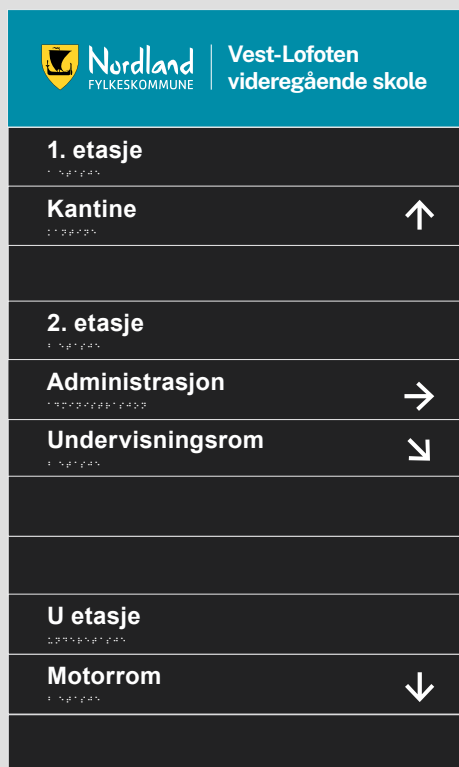 Nordland
FYLKESKOMMUNE
Vest-Lofoten
videregående skole
1. etasje
⠁ ⠑⠞⠁⠎⠚⠑
Kantine
⠅⠁⠝⠞⠊⠝⠑
↑
2. etasje
⠃ ⠑⠞⠁⠎⠚⠑
Administrasjon
⠁⠙⠍⠊⠝⠊⠎⠞⠗⠁⠎⠚⠕⠝
→
Undervisningsrom
⠃ ⠑⠞⠁⠎⠚⠑
↘
U etasje
⠥⠝⠙⠑⠗⠑⠞⠁⠎⠚⠑
Motorrom
⠃ ⠑⠞⠁⠎⠚⠑
↓